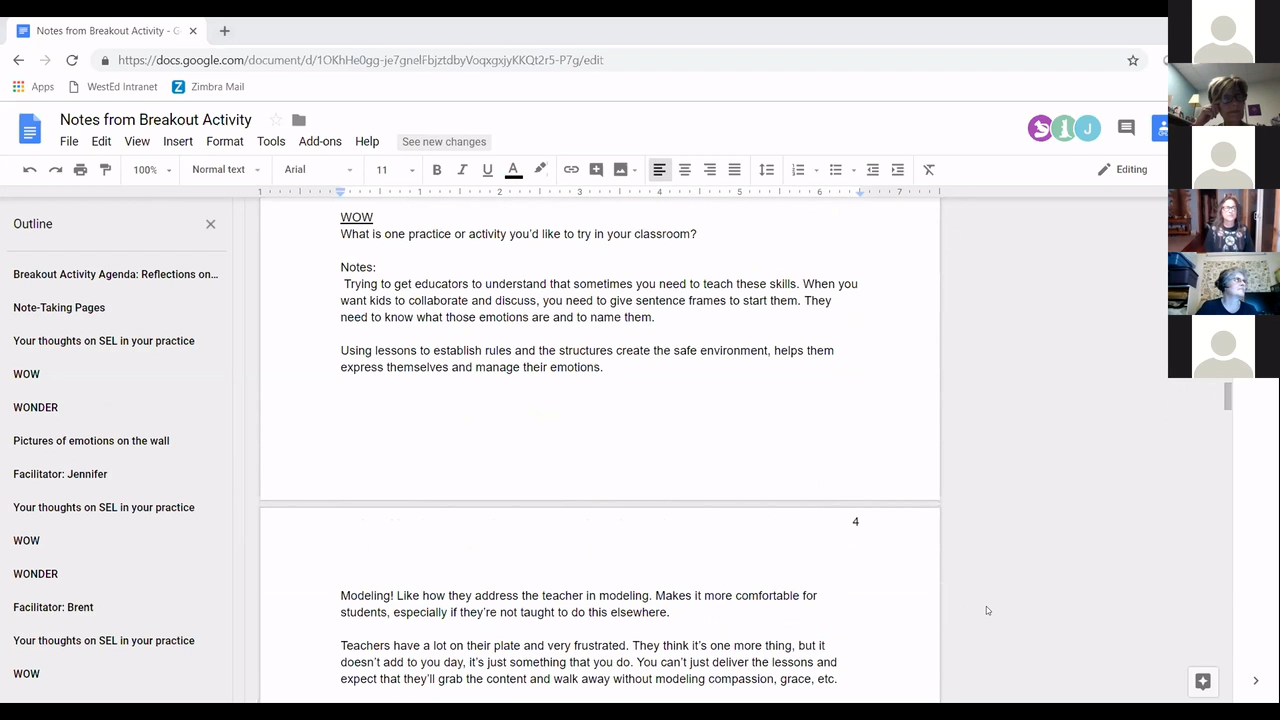 Notes from Breakout Activity - G
https://docs.google.com/document/d/1OKhHe0gg-je7gnelFbjztdbyVoqxgxjyKKQt2r5-P7g/edit
Apps
WestEd Intranet
Zimbra Mail
Notes from Breakout Activity
File Edit View Insert Format Tools Add-ons Help See new changes
J
100% Normal text Arial 11 B I U A Editing
1 1 2 3 4 5 6 7
Outline
Breakout Activity Agenda: Reflections on...
Note-Taking Pages
Your thoughts on SEL in your practice
WOW
WONDER
Pictures of emotions on the wall
Facilitator: Jennifer
Your thoughts on SEL in your practice
WOW
WONDER
Facilitator: Brent
Your thoughts on SEL in your practice
WOW
WOW
What is one practice or activity you'd like to try in your classroom?
Notes:
Trying to get educators to understand that sometimes you need to teach these skills. When you
want kids to collaborate and discuss, you need to give sentence frames to start them. They
need to know what those emotions are and to name them.
Using lessons to establish rules and the structures create the safe environment, helps them
express themselves and manage their emotions.
4
Modeling! Like how they address the teacher in modeling. Makes it more comfortable for
students, especially if they're not taught to do this elsewhere.
Teachers have a lot on their plate and very frustrated. They think it's one more thing, but it
doesn't add to you day, it's just something that you do. You can't just deliver the lessons and
expect that they'll grab the content and walk away without modeling compassion, grace, etc.